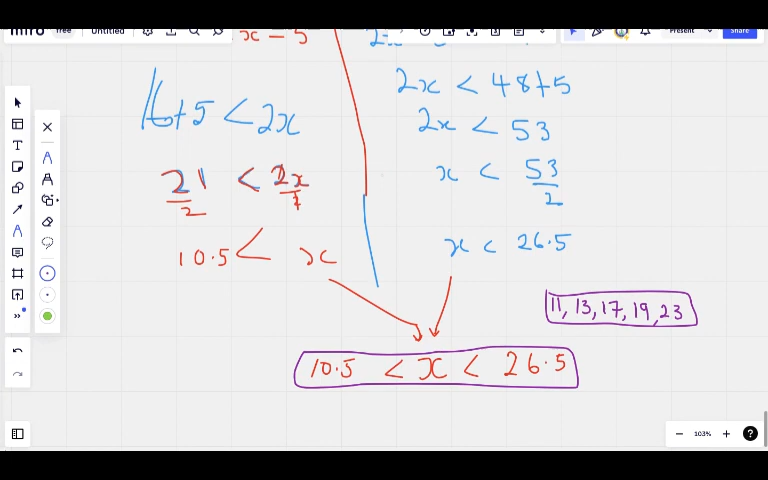 miro free Untitled Present Share
x - 5
16+5 < 2x
21/2 < 2x/2
10.5 < x
2x < 48+5
2x < 53
x < 53/2
x < 26.5
11, 13, 17, 19, 23
10.5 < x < 26.5
103%